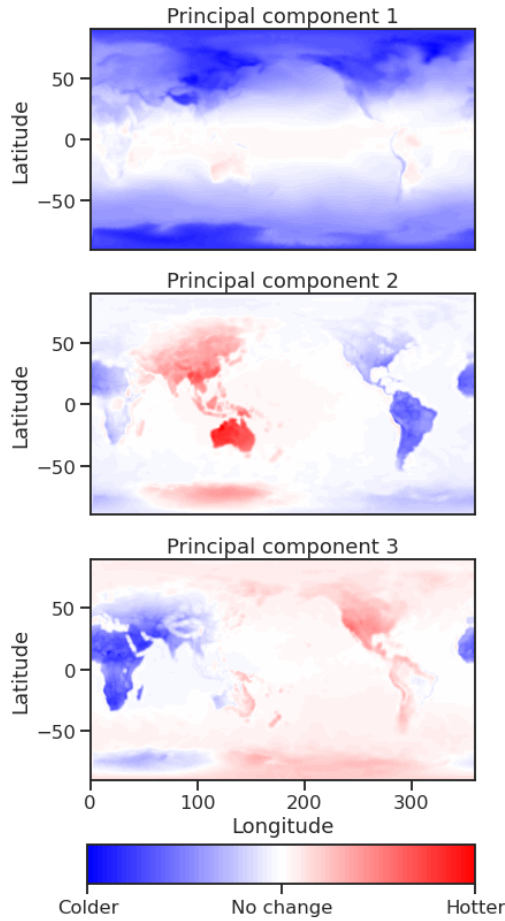 Principal component 1
50
0
−50
Latitude
Principal component 2
50
0
−50
Latitude
Principal component 3
50
0
−50
Latitude
0 100 200 300
Longitude
Colder No change Hotter